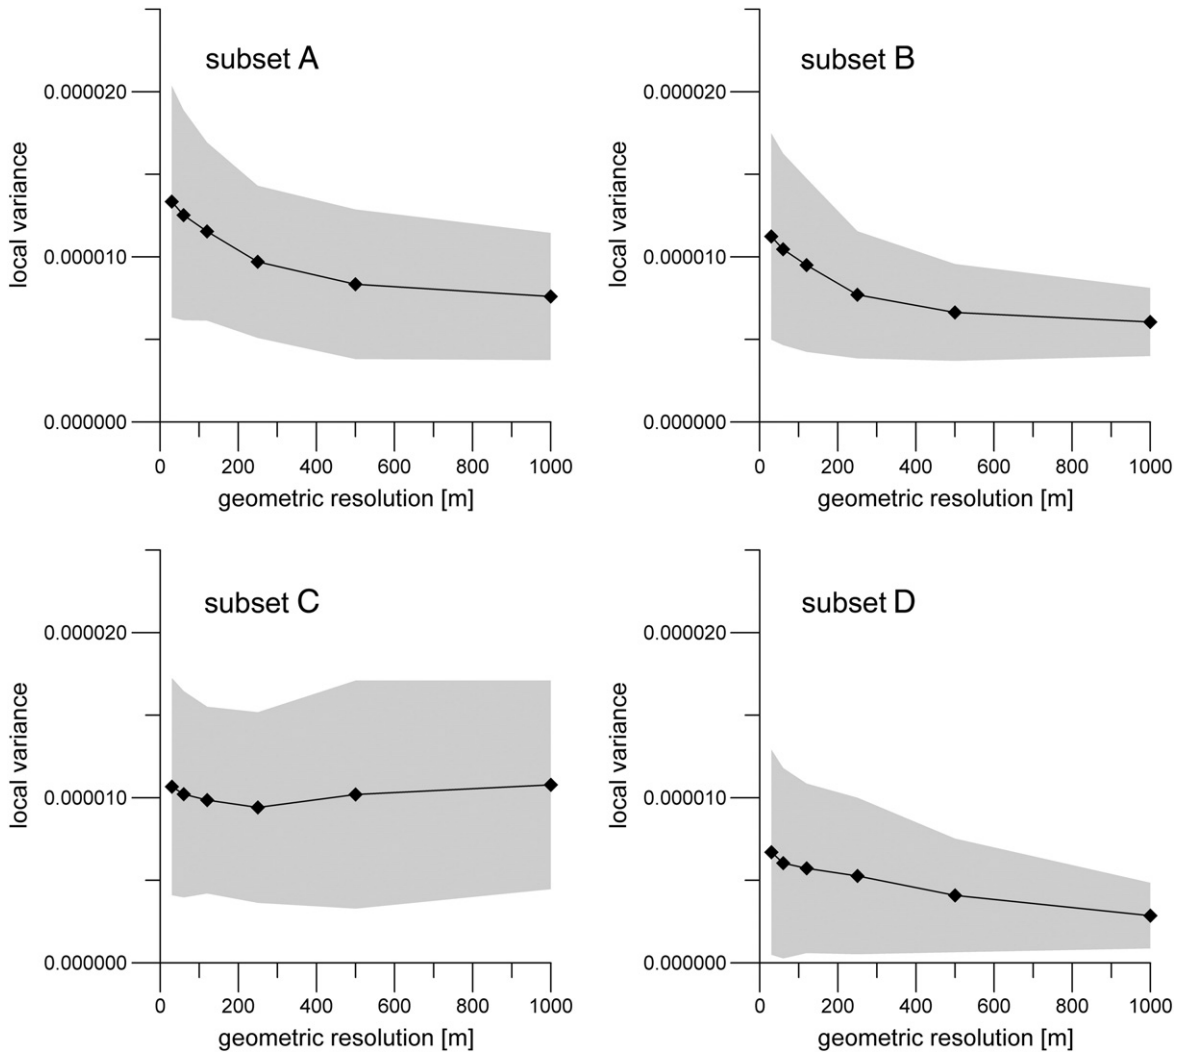 subset A
0.000020
0.000010
0.000000
local variance
0 200 400 600 800 1000
geometric resolution [m]
subset B
0.000020
0.000010
0.000000
local variance
0 200 400 600 800 1000
geometric resolution [m]
subset C
0.000020
0.000010
0.000000
local variance
0 200 400 600 800 1000
geometric resolution [m]
subset D
0.000020
0.000010
0.000000
local variance
0 200 400 600 800 1000
geometric resolution [m]